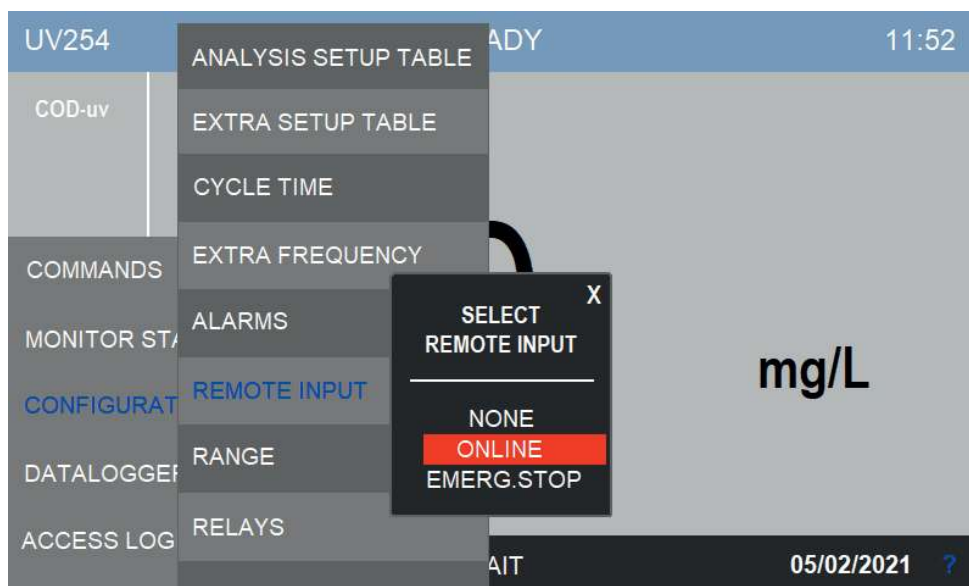 UV254
ADY
11:52
COD-uv
ANALYSIS SETUP TABLE
EXTRA SETUP TABLE
CYCLE TIME
EXTRA FREQUENCY
ALARMS
REMOTE INPUT
RANGE
RELAYS
COMMANDS
MONITOR STA
CONFIGURAT
DATALOGGER
ACCESS LOG
X
SELECT
REMOTE INPUT
NONE
ONLINE
EMERG.STOP
mg/L
AIT
05/02/2021 ?